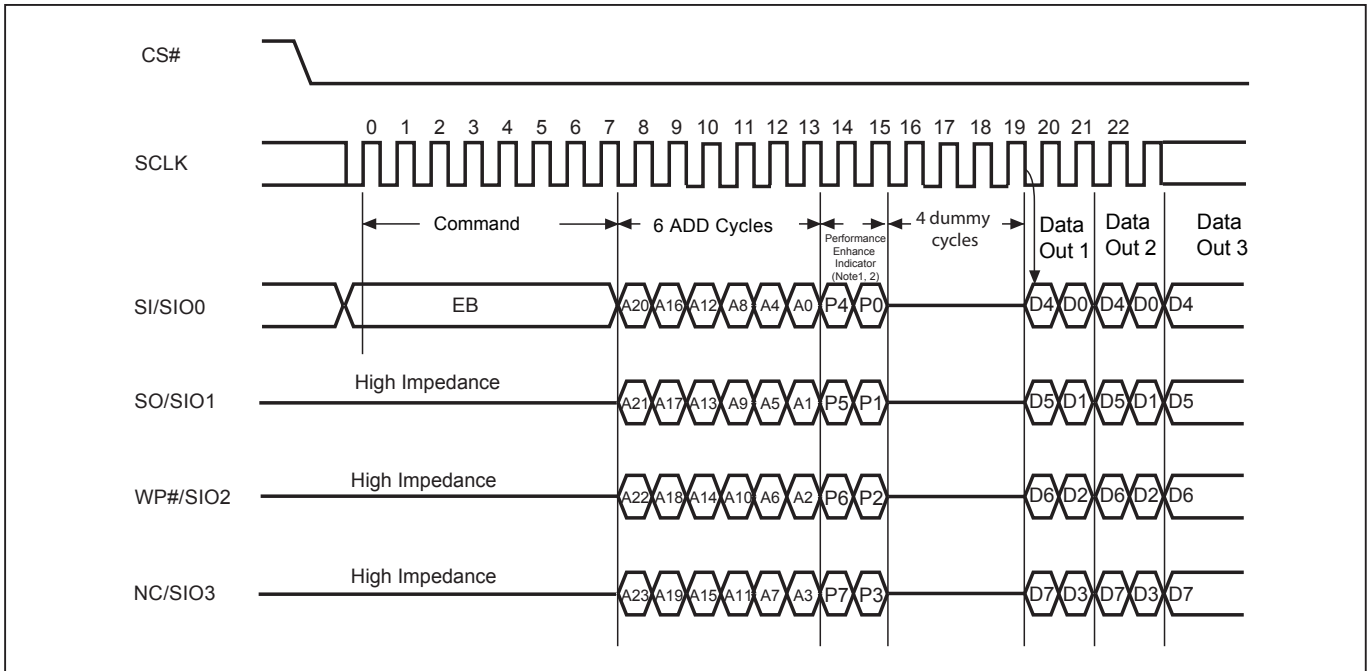 CS#
0 1 2 3 4 5 6 7 8 9 10 11 12 13 14 15 16 17 18 19 20 21 22
SCLK
Command
6 ADD Cycles
Performance
Enhance
Indicator
(Note1, 2)
4 dummy
cycles
Data
Out 1
Data
Out 2
Data
Out 3
SI/SIO0
EB
A20 A16 A12 A8 A4 A0 P4 P0 D4 D0 D4 D0 D4
High Impedance
SO/SIO1
A21 A17 A13 A9 A5 A1 P5 P1 D5 D1 D5 D1 D5
High Impedance
WP#/SIO2
A22 A18 A14 A10 A6 A2 P6 P2 D6 D2 D6 D2 D6
High Impedance
NC/SIO3
A23 A19 A15 A11 A7 A3 P7 P3 D7 D3 D7 D3 D7